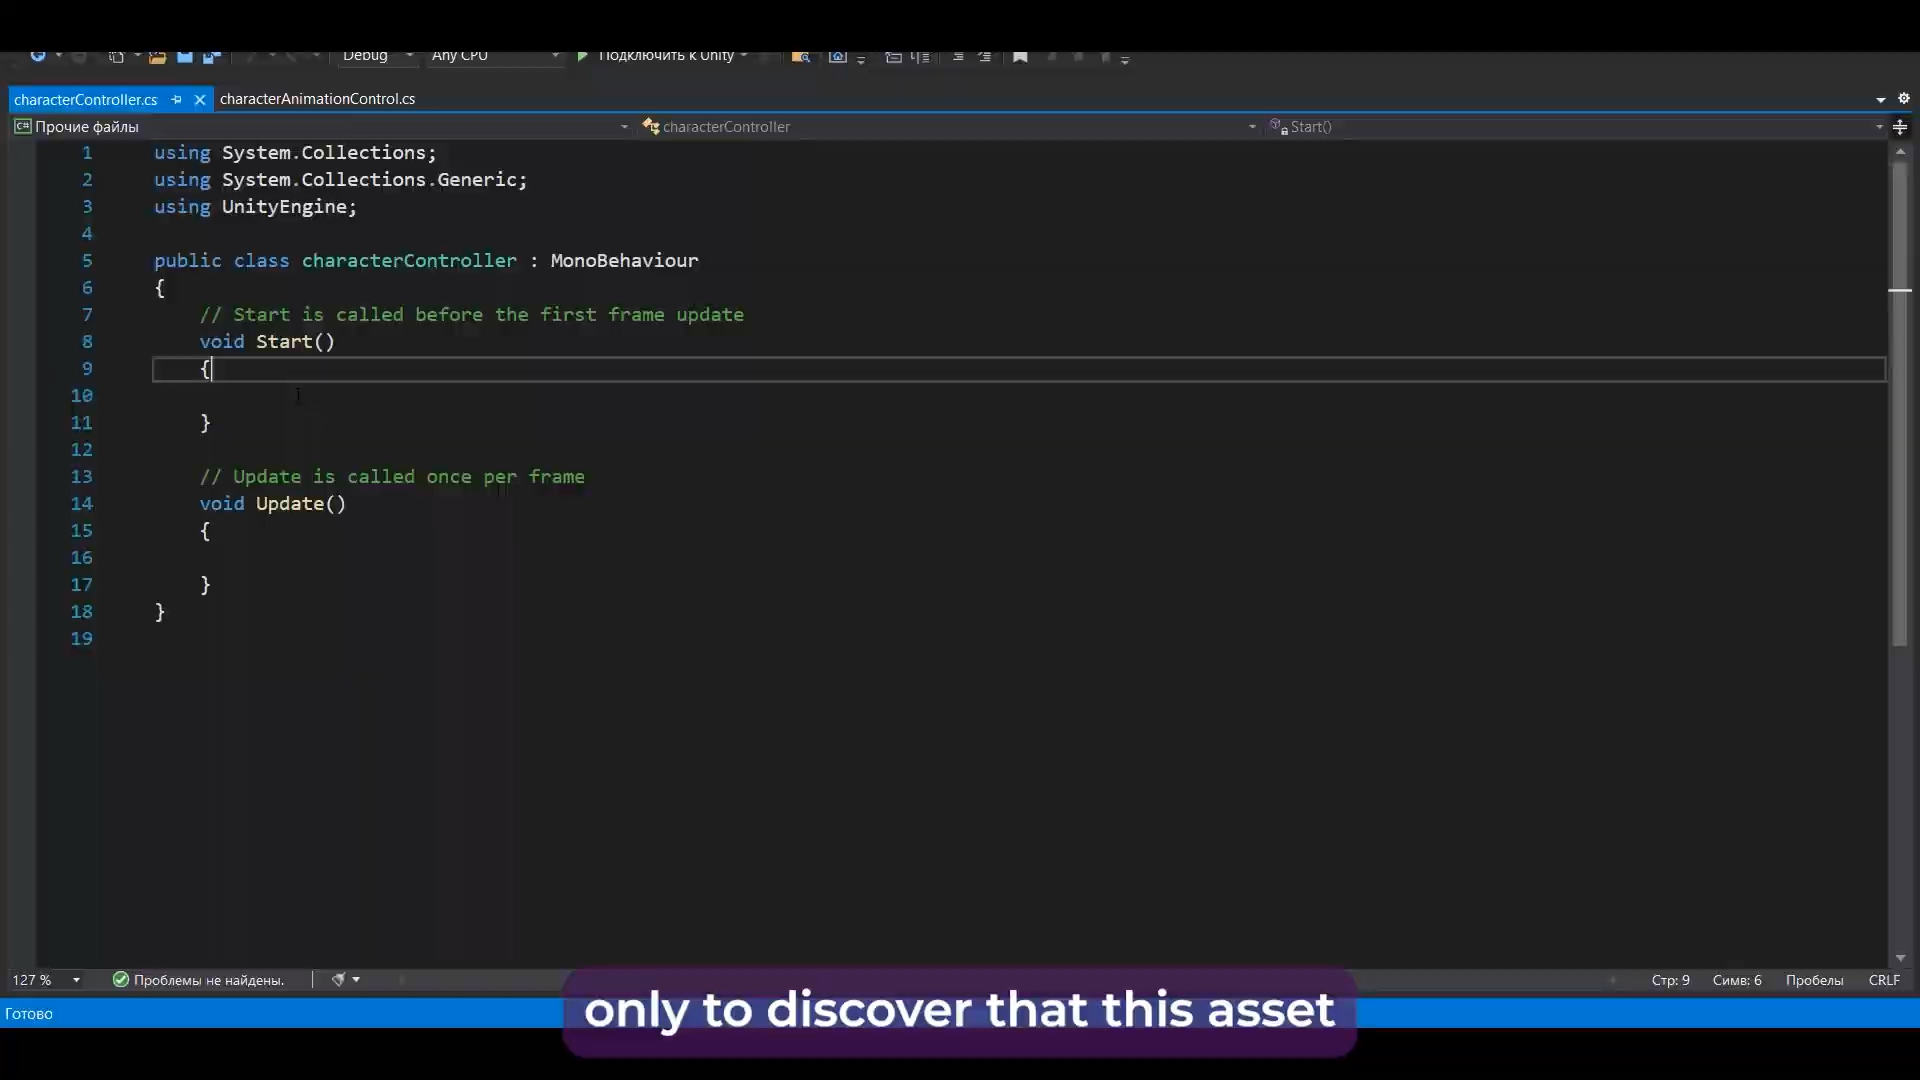 Debug Any CPU Подключить к Unity
characterController.cs characterAnimationControl.cs
C# Прочие файлы characterController Start()
1 using System.Collections;
2 using System.Collections.Generic;
3 using UnityEngine;
4
5 public class characterController : MonoBehaviour
6 {
7 // Start is called before the first frame update
8 void Start()
9 {
10
11 }
12
13 // Update is called once per frame
14 void Update()
15 {
16
17 }
18 }
19
127 % Проблемы не найдены. Стр: 9 Симв: 6 Пробелы CRLF
Готово
only to discover that this asset